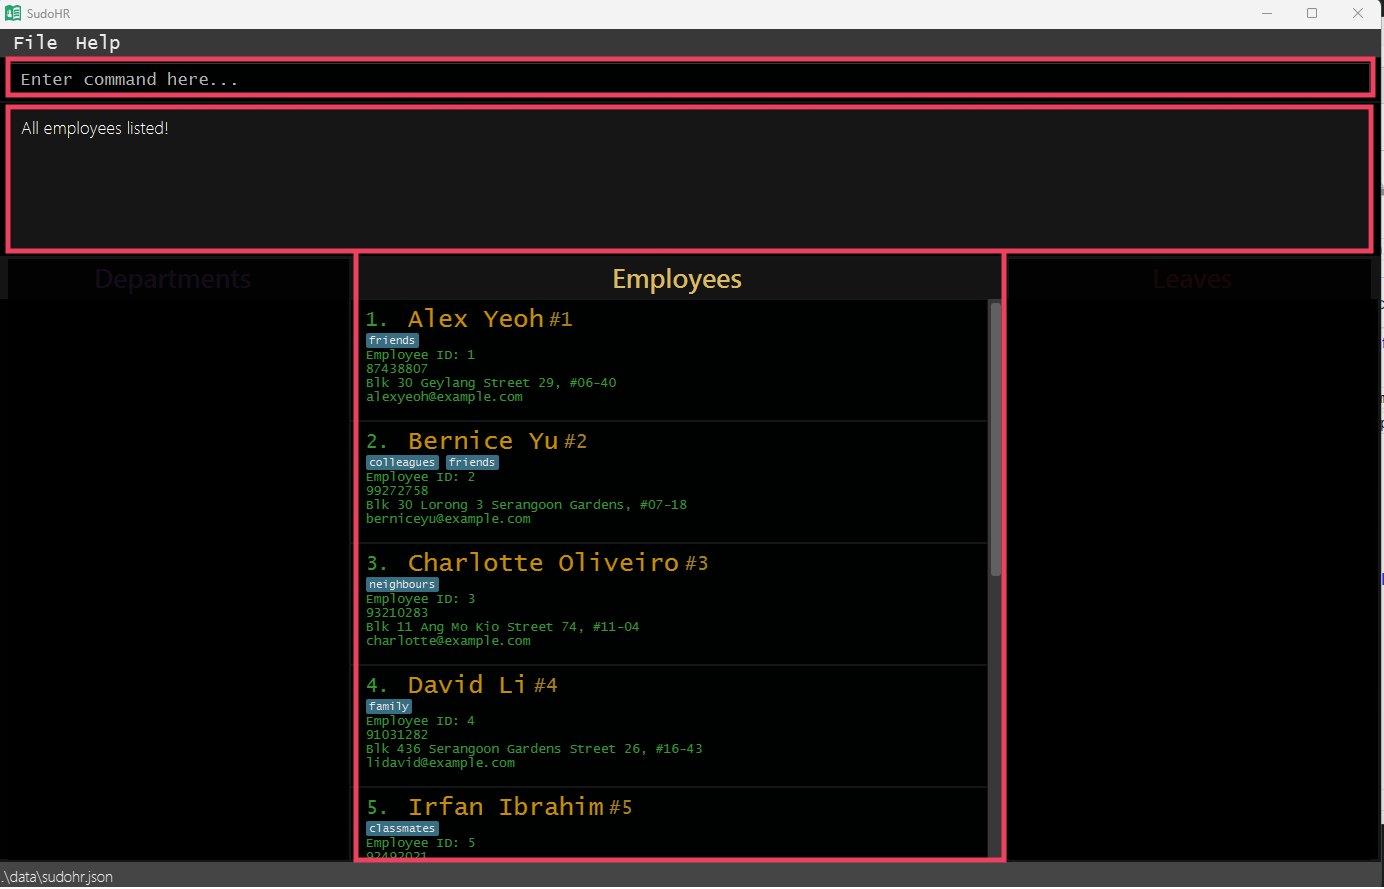 SudoHR
File Help
Enter command here...
All employees listed!
Departments
Employees
Leaves
1. Alex Yeoh #1
friends
Employee ID: 1
87438807
Blk 30 Geylang Street 29, #06-40
alexyeoh@example.com
2. Bernice Yu #2
colleagues friends
Employee ID: 2
99272758
Blk 30 Lorong 3 Serangoon Gardens, #07-18
berniceyu@example.com
3. Charlotte Oliveiro #3
neighbours
Employee ID: 3
93210283
Blk 11 Ang Mo Kio Street 74, #11-04
charlotte@example.com
4. David Li #4
family
Employee ID: 4
91031282
Blk 436 Serangoon Gardens Street 26, #16-43
lidavid@example.com
5. Irfan Ibrahim #5
classmates
Employee ID: 5
92492021
.\data\sudohr.json